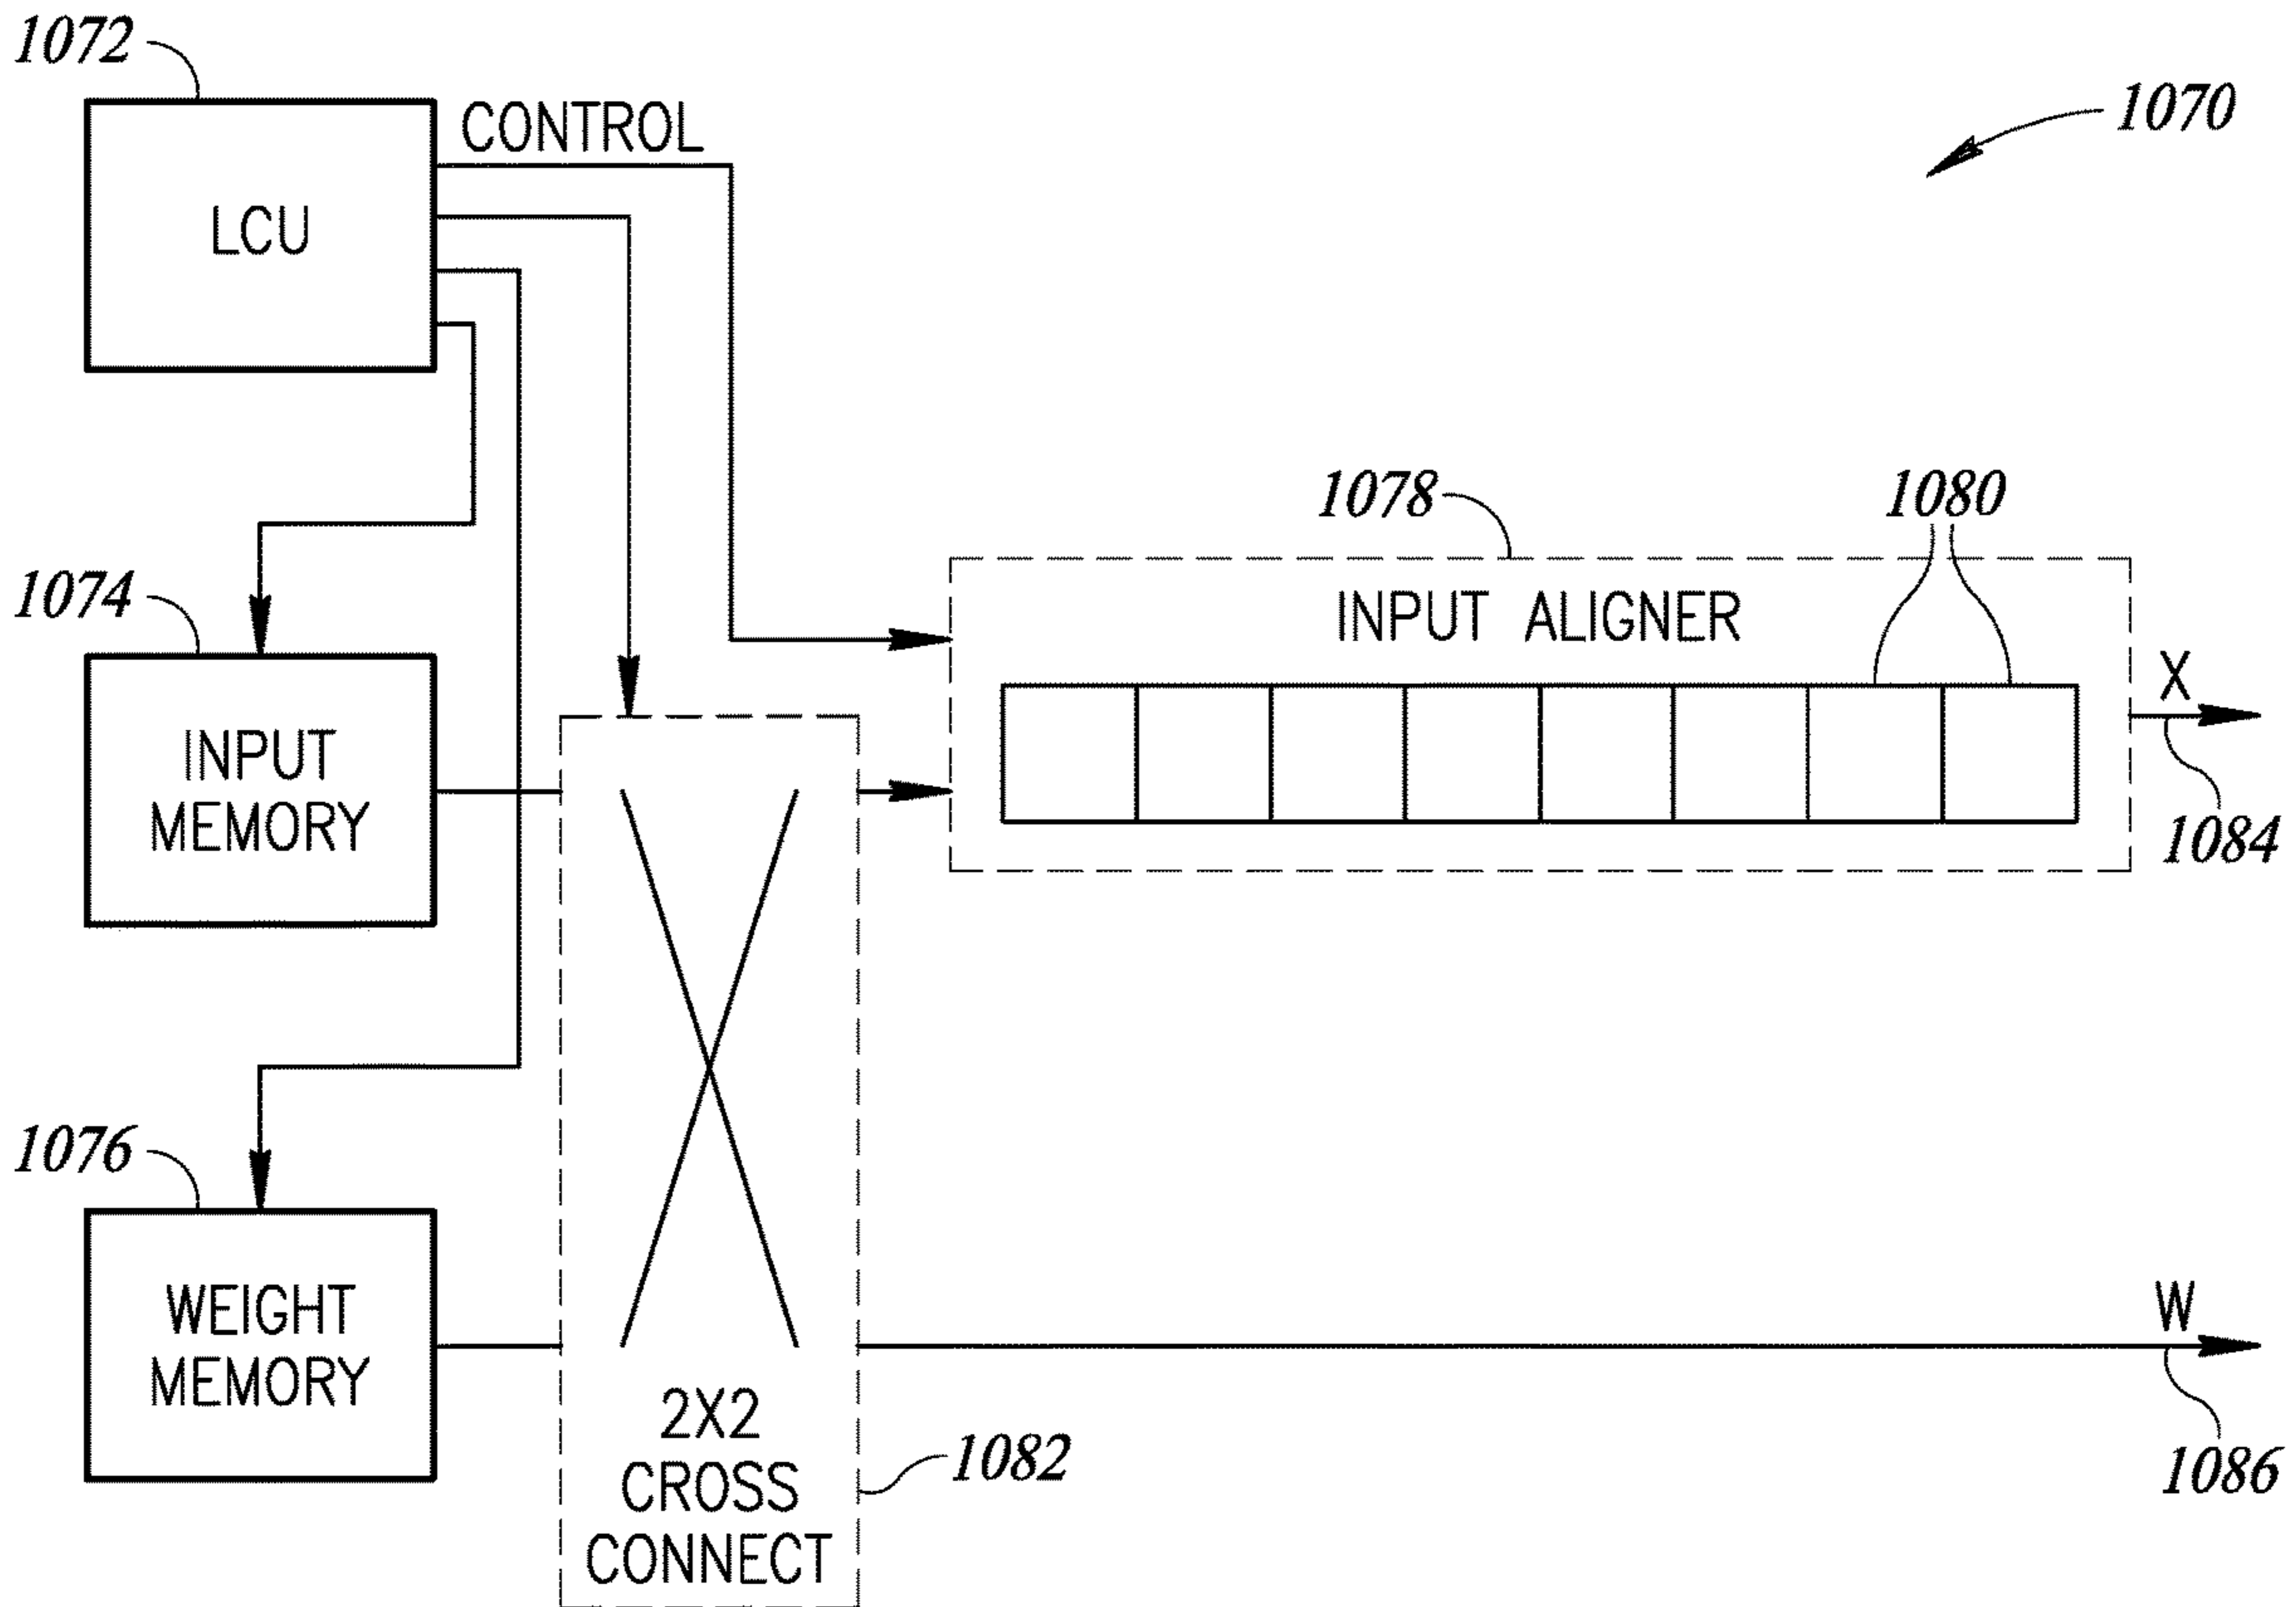 1072
CONTROL
1070
LCU
1078
1080
1074
INPUT ALIGNER
X
INPUT
MEMORY
1084
1076
WEIGHT
MEMORY
W
2X2
CROSS
CONNECT
1082
1086